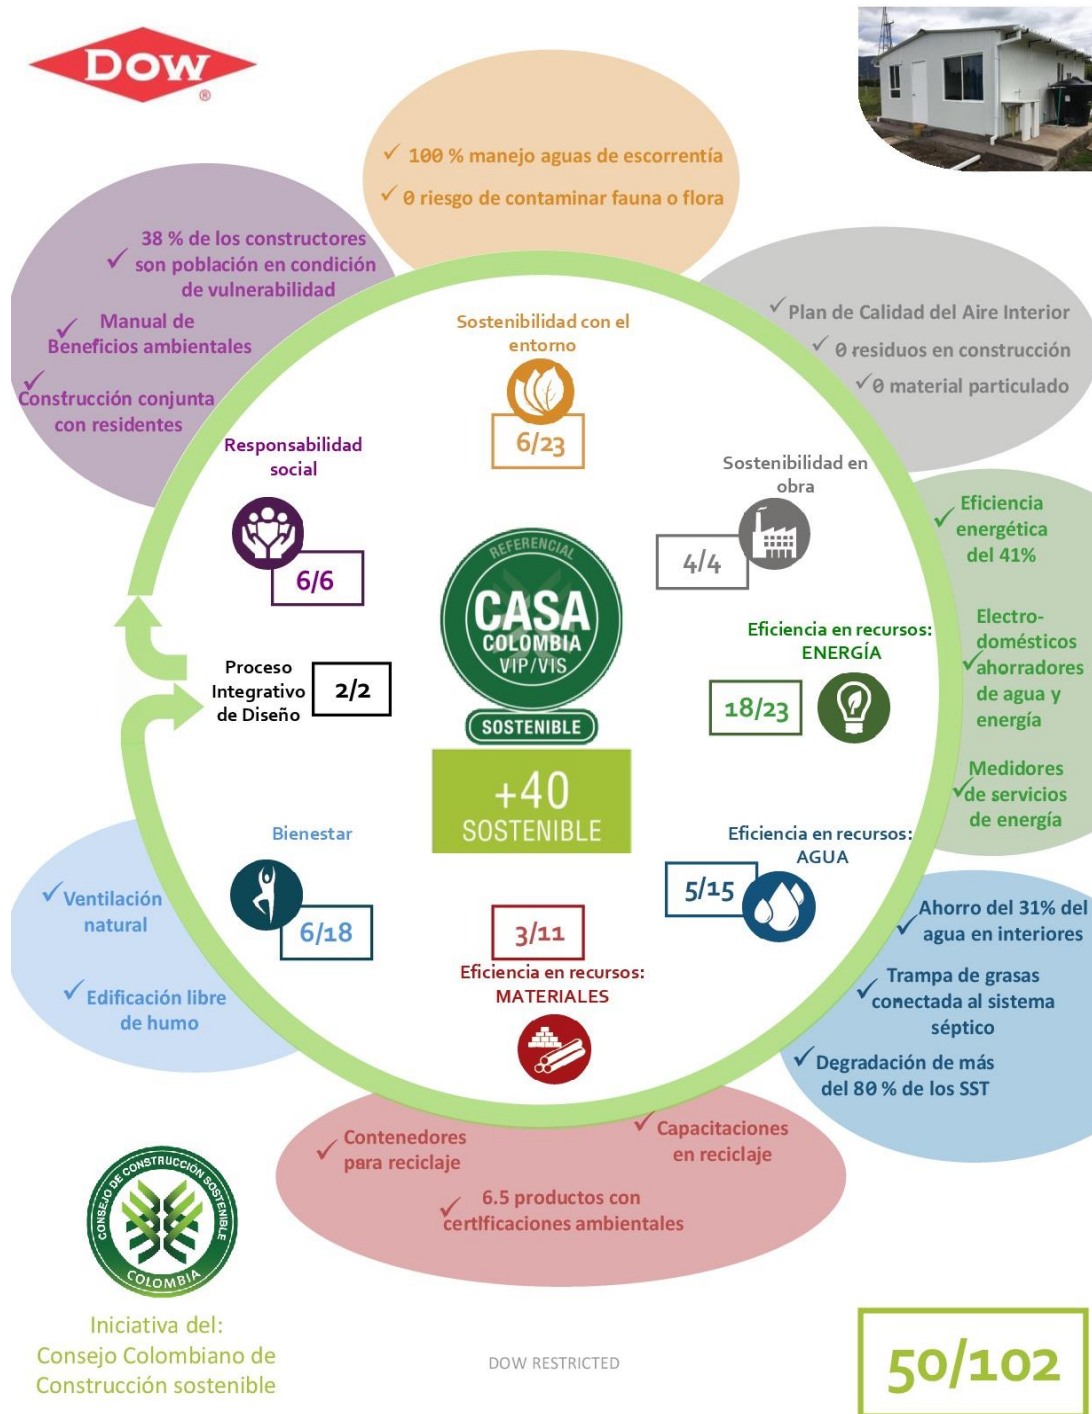 DOW
®
✓ 100 % manejo aguas de escorrentía
✓ 0 riesgo de contaminar fauna o flora
38 % de los constructores
✓ son población en condición
de vulnerabilidad
✓ Manual de
Beneficios ambientales
✓
Construcción conjunta
con residentes
✓ Plan de Calidad del Aire Interior
✓ 0 residuos en construcción
✓ 0 material particulado
Sostenibilidad con el
entorno
6/23
Responsabilidad
social
6/6
Sostenibilidad en
obra
4/4
✓ Eficiencia
energética
del 41%
Electro-
domésticos
✓ ahorradores
de agua y
energía
Medidores
✓ de servicios
de energía
REFERENCIAL
CASA
COLOMBIA
VIP/VIS
SOSTENIBLE
+40
SOSTENIBLE
Eficiencia en recursos:
ENERGÍA
18/23
Proceso
Integrativo
de Diseño
2/2
Bienestar
6/18
Eficiencia en recursos:
AGUA
5/15
3/11
Eficiencia en recursos:
MATERIALES
✓ Ventilación
natural
✓ Edificación libre
de humo
Ahorro del 31% del
✓ agua en interiores
Trampa de grasas
✓ conectada al sistema
séptico
✓ Degradación de más
del 80 % de los SST
✓ Contenedores
para reciclaje
✓ Capacitaciones
en reciclaje
6.5 productos con
✓ certificaciones ambientales
CONSEJO DE CONSTRUCCIÓN SOSTENIBLE
COLOMBIA
Iniciativa del:
Consejo Colombiano de
Construcción sostenible
DOW RESTRICTED
50/102